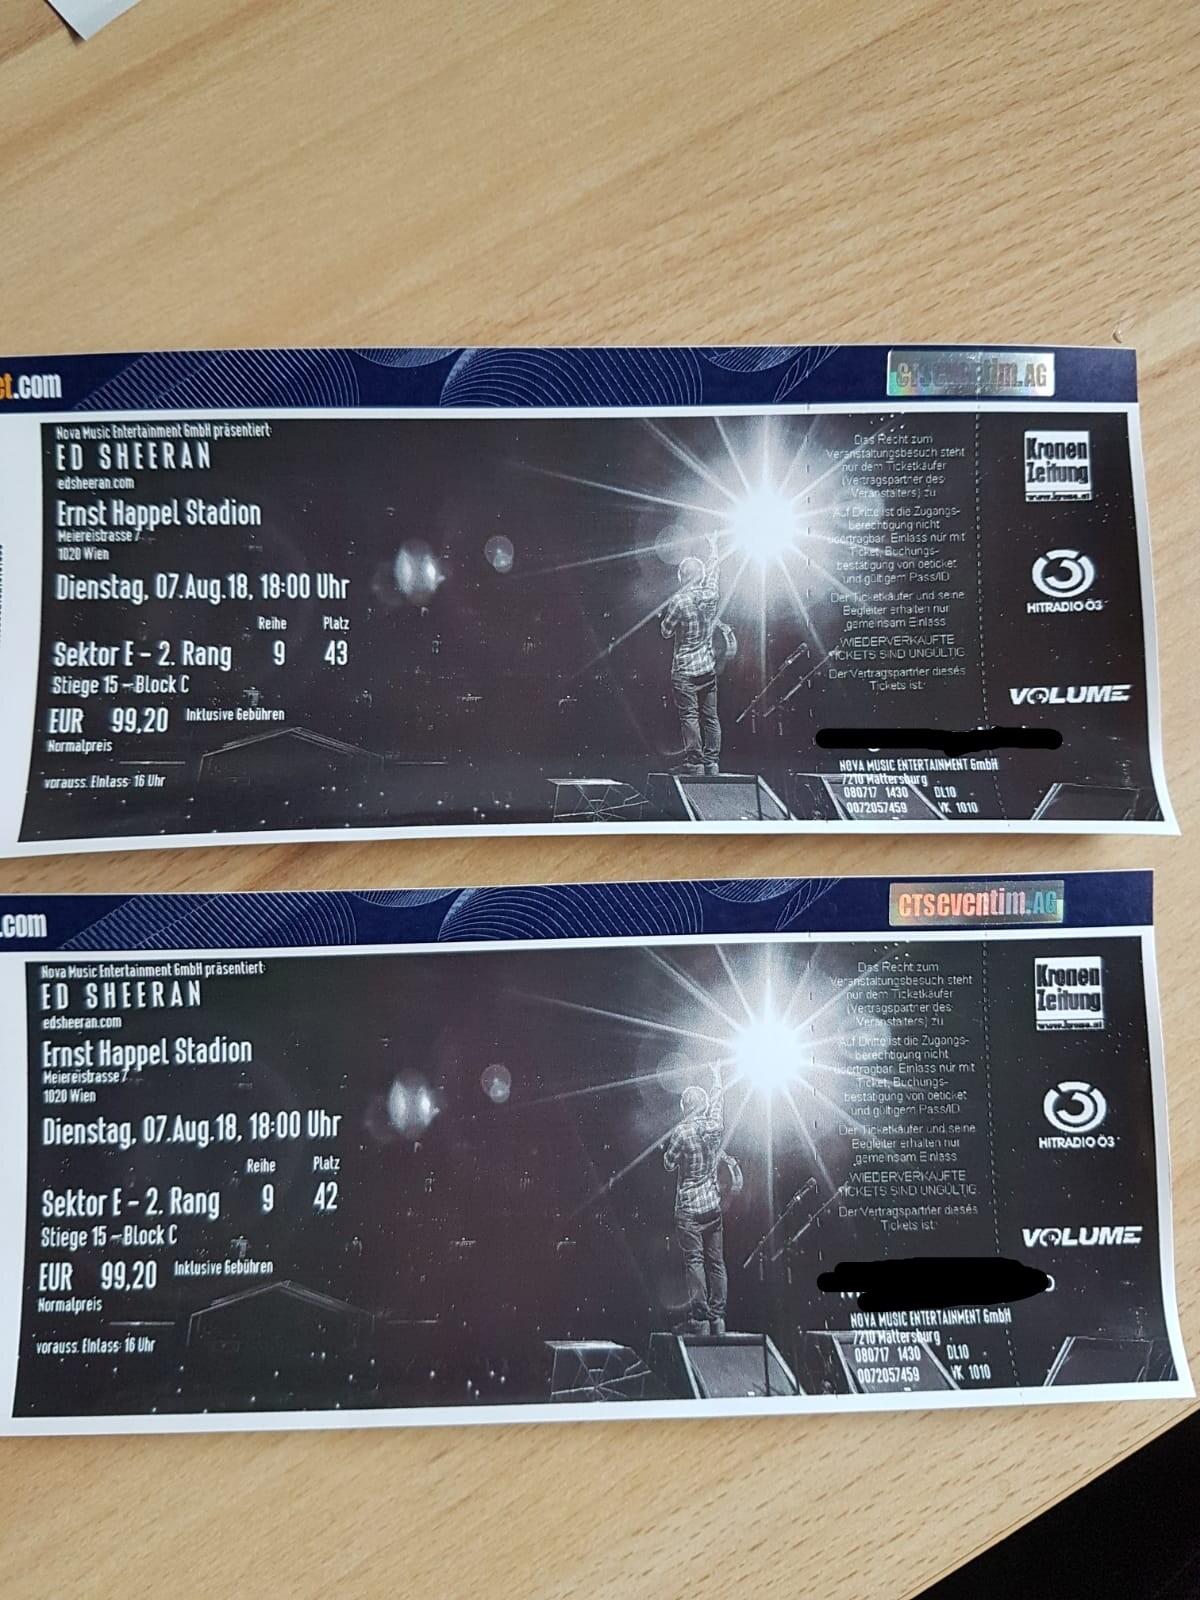 et.com
CTSeventim.AG
Nova Music Entertainment GmbH präsentiert:
ED SHEERAN
edsheeran.com
Ernst Happel Stadion
Meiereistrasse 7
1020 Wien
Dienstag, 07.Aug.18, 18:00 Uhr
Reihe Platz
Sektor E - 2. Rang 9 43
Stiege 15 - Block C
EUR 99,20 Inklusive Gebühren
Normalpreis
vorauss. Einlass: 16 Uhr
Das Recht zum
Veranstaltungsbesuch steht
nur dem Ticketkäufer
(Vertragspartner des
Veranstalters) zu
Auf Dritte ist die Zugangs-
berechtigung nicht
übertragbar. Einlass nur mit
Ticket, Buchungs-
bestätigung von oeticket
und gültigem Pass/ID
Der Ticketkäufer und seine
Begleiter erhalten nur
gemeinsam Einlass
WIEDERVERKAUFTE
TICKETS SIND UNGÜLTIG
Der Vertragspartner dieses
Tickets ist:
NOVA MUSIC ENTERTAINMENT GmbH
7210 Mattersburg
080717 1430 DL10
0072057459 VK 1010
Kronen
Zeitung
www.krone.at
HITRADIO Ö3
VOLUME
.com
CTSeventim.AG
Nova Music Entertainment GmbH präsentiert:
ED SHEERAN
edsheeran.com
Ernst Happel Stadion
Meiereistrasse 7
1020 Wien
Dienstag, 07.Aug.18, 18:00 Uhr
Reihe Platz
Sektor E - 2. Rang 9 42
Stiege 15 - Block C
EUR 99,20 Inklusive Gebühren
Normalpreis
vorauss. Einlass: 16 Uhr
Das Recht zum
Veranstaltungsbesuch steht
nur dem Ticketkäufer
(Vertragspartner des
Veranstalters) zu
Auf Dritte ist die Zugangs-
berechtigung nicht
übertragbar. Einlass nur mit
Ticket, Buchungs-
bestätigung von oeticket
und gültigem Pass/ID
Der Ticketkäufer und seine
Begleiter erhalten nur
gemeinsam Einlass
WIEDERVERKAUFTE
TICKETS SIND UNGÜLTIG
Der Vertragspartner dieses
Tickets ist:
NOVA MUSIC ENTERTAINMENT GmbH
7210 Mattersburg
080717 1430 DL10
0072057459 VK 1010
Kronen
Zeitung
www.krone.at
HITRADIO Ö3
VOLUME